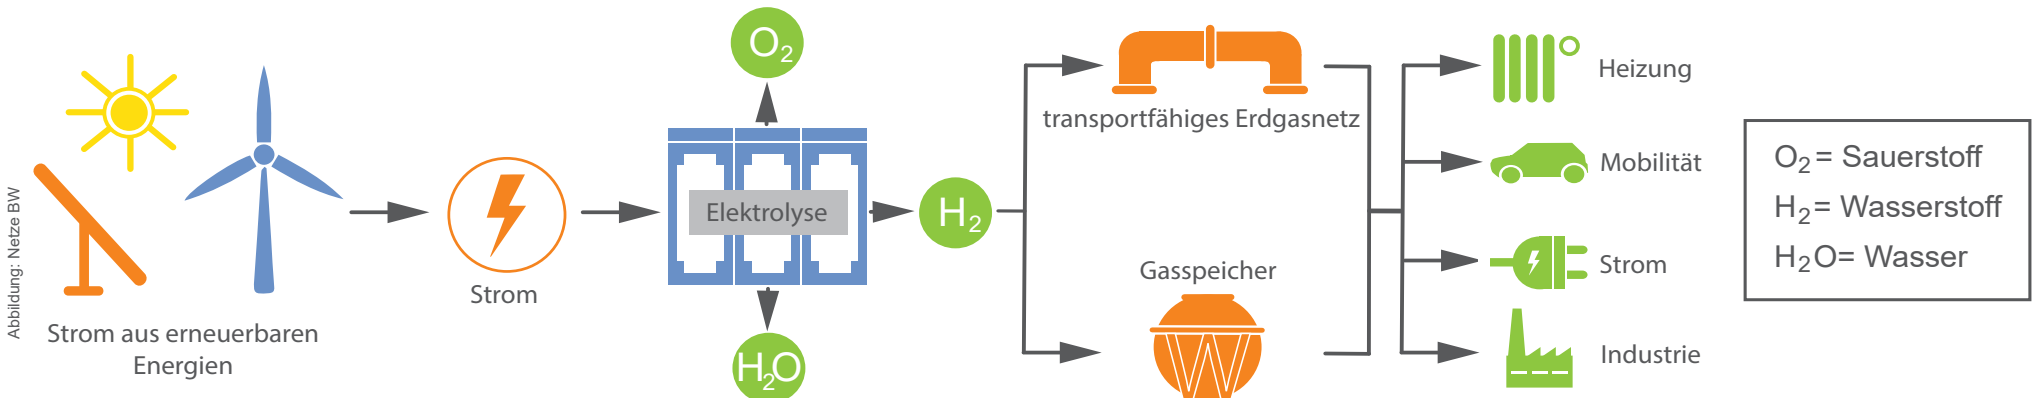 Abbildung: Netze BW
Strom aus erneuerbaren
Energien
Strom
O2
Elektrolyse
H2O
H2
transportfähiges Erdgasnetz
Gasspeicher
Heizung
Mobilität
Strom
Industrie
O2= Sauerstoff
H2= Wasserstoff
H2O= Wasser